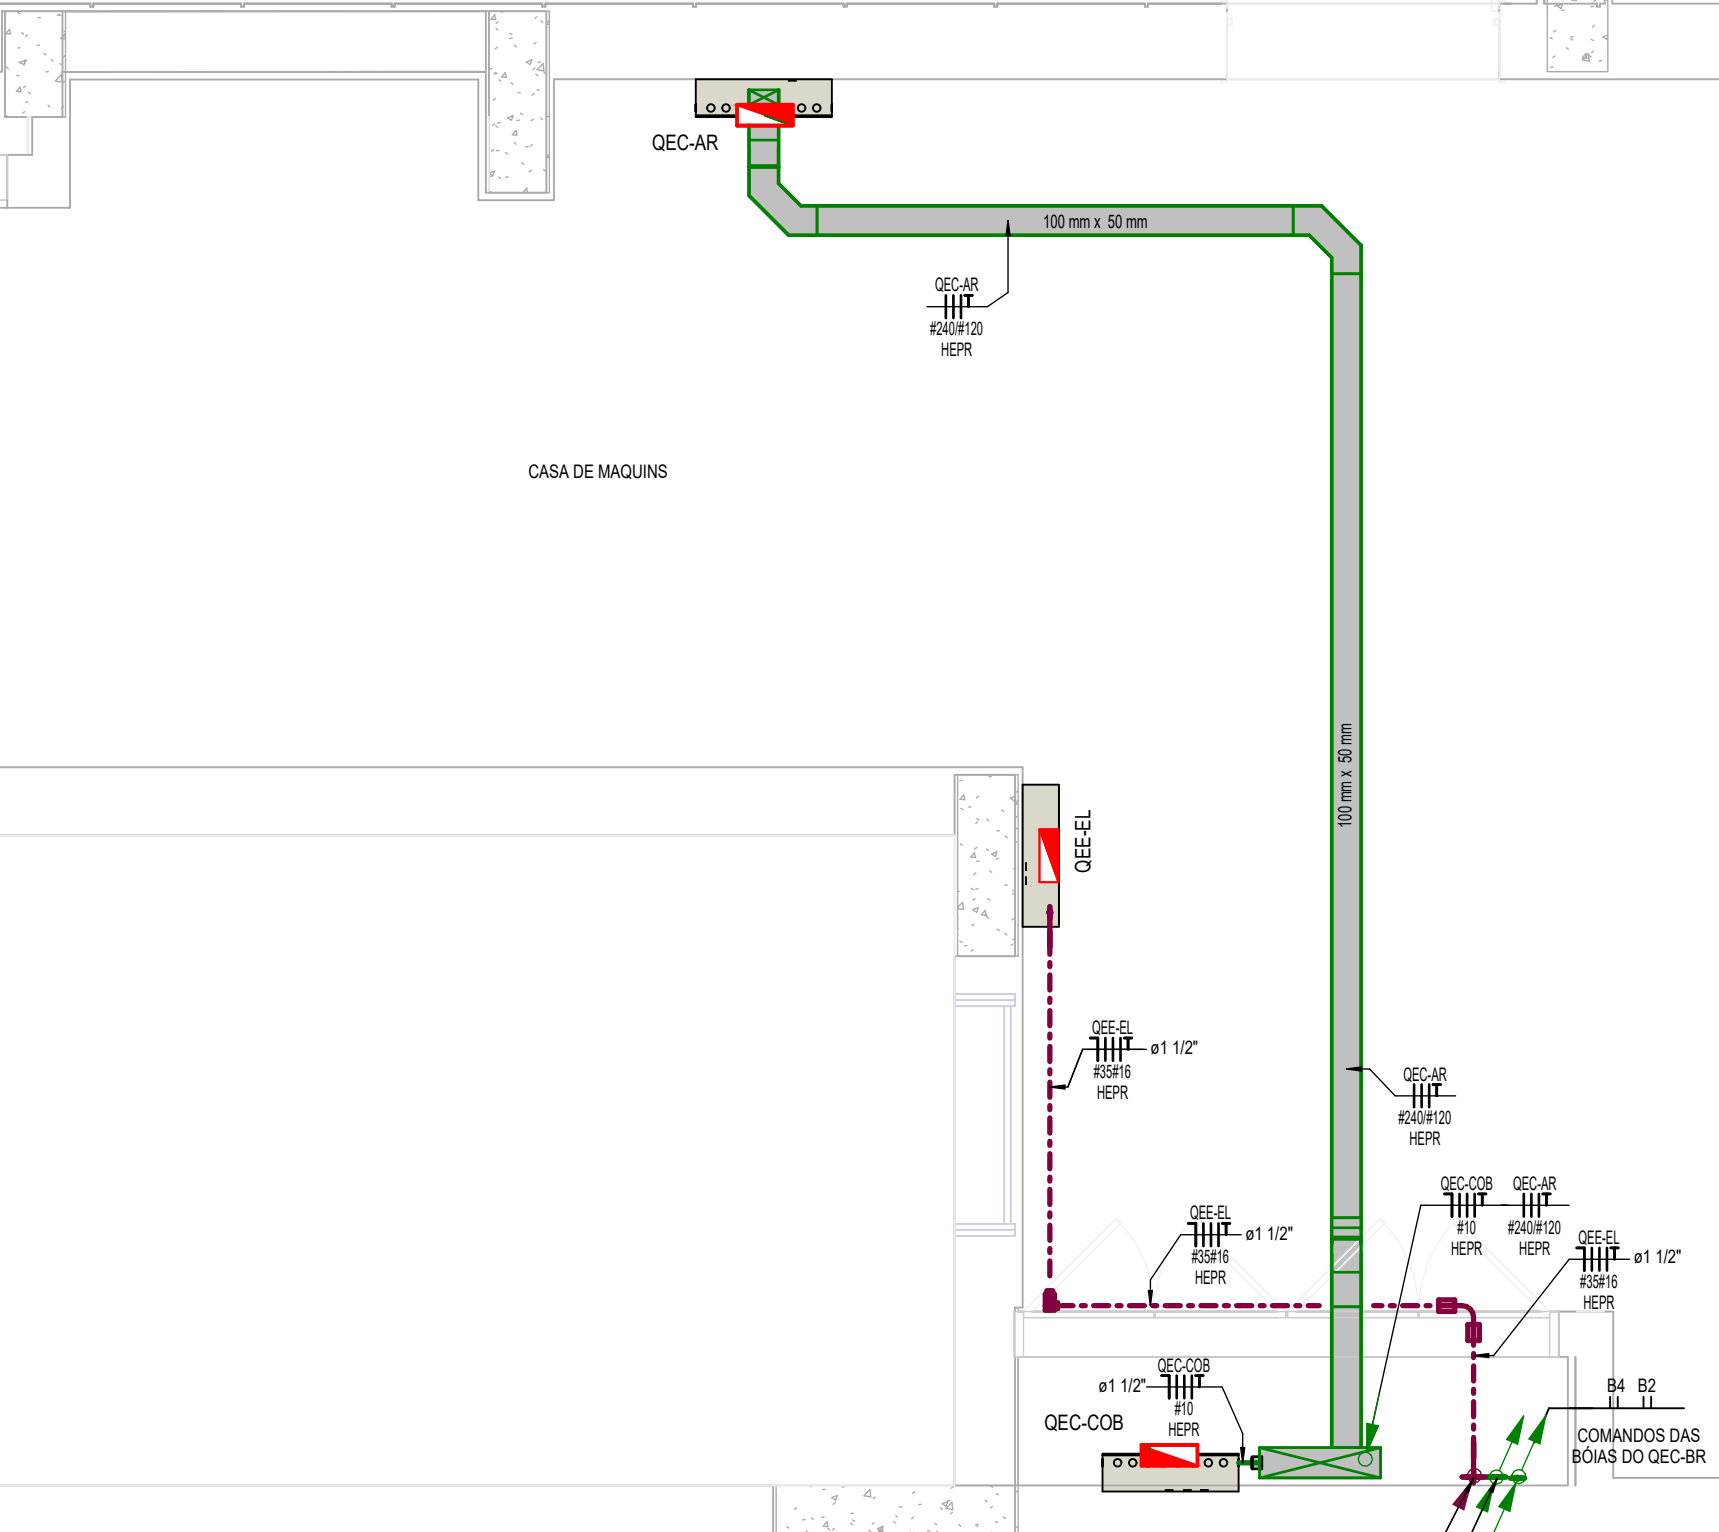 QEC-AR
100 mm x 50 mm
QEC-AR
#240/#120
HEPR
CASA DE MAQUINS
100 mm x 50 mm
QEE-EL
QEE-EL
ø1 1/2"
#35#16
HEPR
QEC-AR
#240/#120
HEPR
QEC-COB QEC-AR
#10 #240/#120
HEPR HEPR
QEE-EL
ø1 1/2"
#35#16
HEPR
QEE-EL
ø1 1/2"
#35#16
HEPR
QEC-COB
ø1 1/2"
#10
HEPR
QEC-COB
B4 B2
COMANDOS DAS
BÓIAS DO QEC-BR